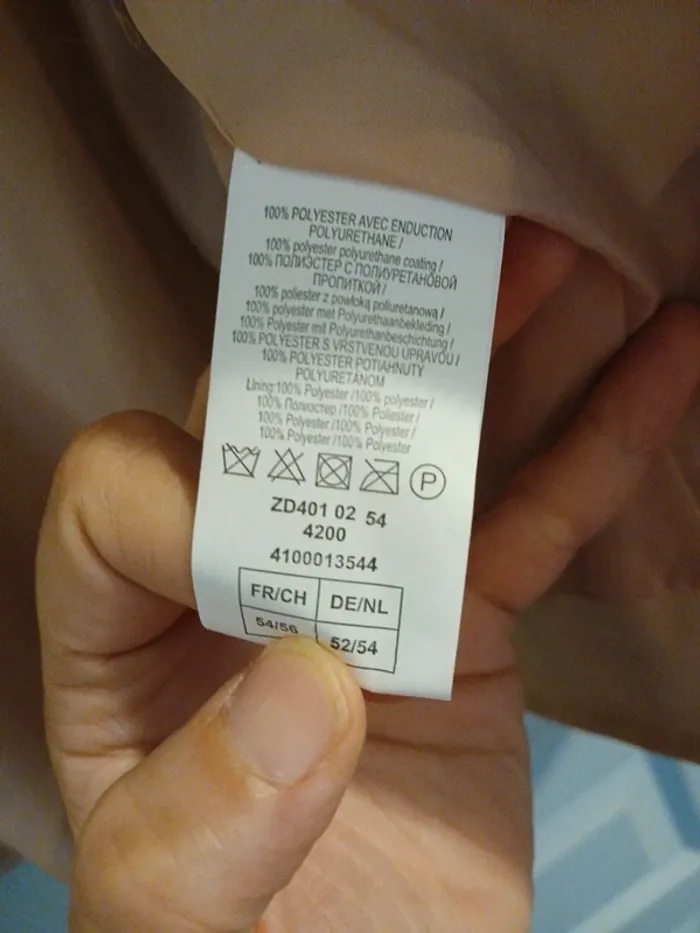 100% POLYESTER AVEC ENDUCTION
POLYURETHANE /
100% polyester polyurethane coating /
100% ПОЛИЭСТЕР С ПОЛИУРЕТАНОВОЙ
ПРОПИТКОЙ /
100% poliester z powłoką poliuretanową /
100% polyester met Polyurethaanbekleding /
100% Polyester mit Polyurethanbeschichtung /
100% POLYESTER S VRSTVENOU UPRAVOU /
100% POLYESTER POTIAHNUTY
POLYURETANOM
Lining:100% Polyester /100% polyester /
100% Полиэстер /100% Poliester /
100% Polyester /100% Polyester /
100% Polyester /100% Polyester
P
ZD401 02 54
4200
4100013544
FR/CH DE/NL
54/56 52/54